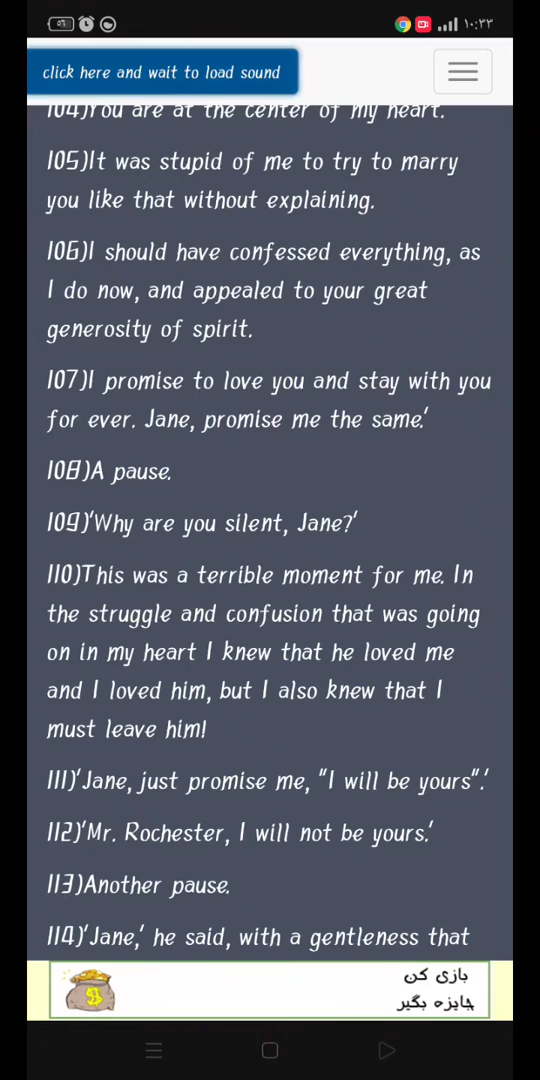 ۵۶
۱۰:۳۳
click here and wait to load sound
104)You are at the center of my heart.
105)It was stupid of me to try to marry
you like that without explaining.
106)I should have confessed everything, as
I do now, and appealed to your great
generosity of spirit.
107)I promise to love you and stay with you
for ever. Jane, promise me the same.'
108)A pause.
109)'Why are you silent, Jane?'
110)This was a terrible moment for me. In
the struggle and confusion that was going
on in my heart I knew that he loved me
and I loved him, but I also knew that I
must leave him!
111)'Jane, just promise me, "I will be yours".'
112)'Mr. Rochester, I will not be yours.'
113)Another pause.
114)'Jane,' he said, with a gentleness that
بازی کن
جایزه بگیر
$